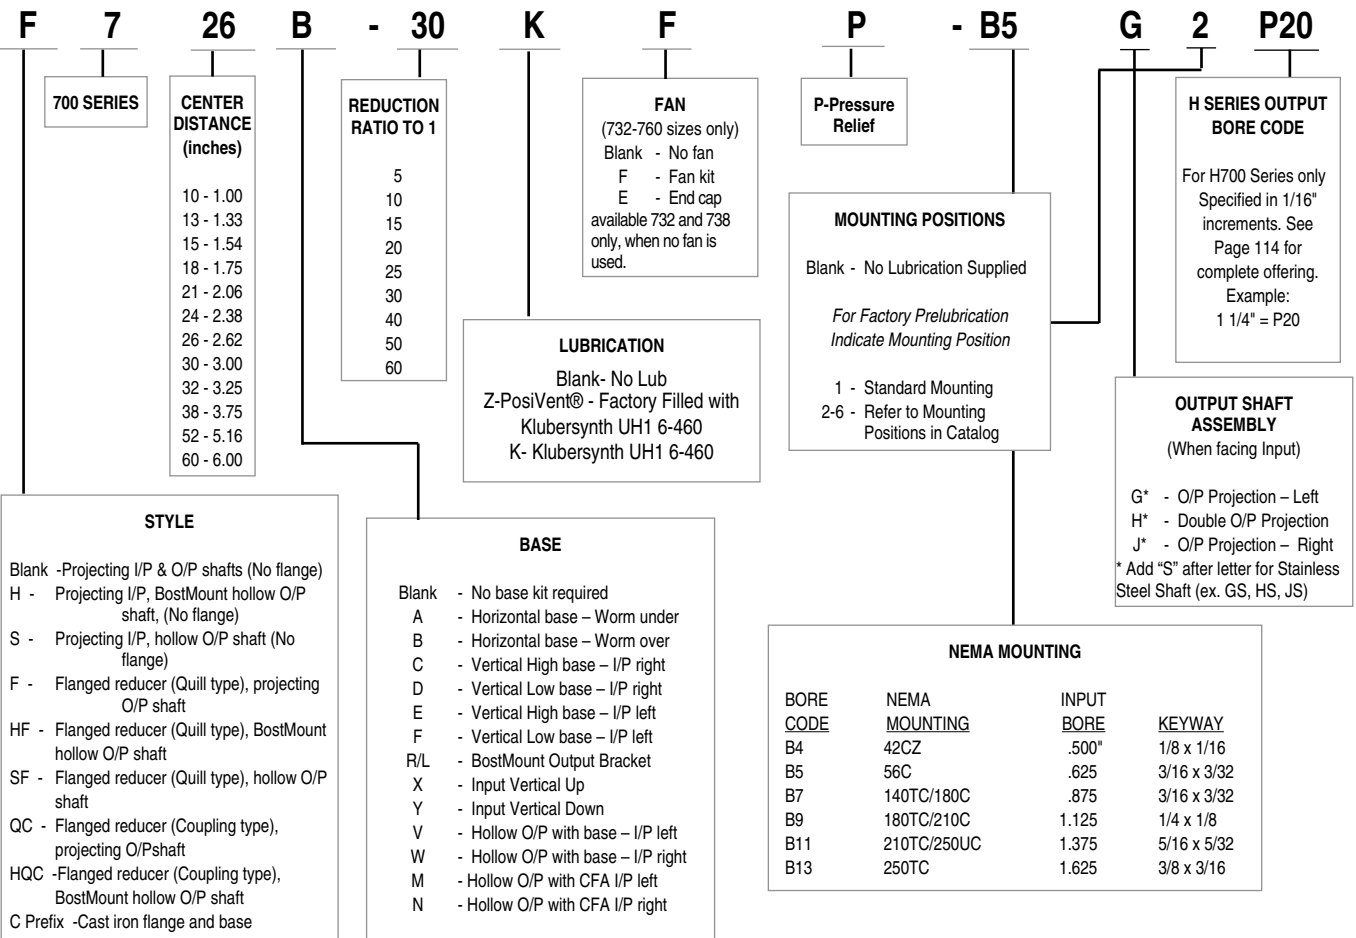 F 7 26 B - 30 K F P - B5 G 2 P20
700 SERIES
CENTER
DISTANCE
(inches)
10 - 1.00
13 - 1.33
15 - 1.54
18 - 1.75
21 - 2.06
24 - 2.38
26 - 2.62
30 - 3.00
32 - 3.25
38 - 3.75
52 - 5.16
60 - 6.00
REDUCTION
RATIO TO 1
5
10
15
20
25
30
40
50
60
FAN
(732-760 sizes only)
Blank - No fan
F - Fan kit
E - End cap
available 732 and 738
only, when no fan is
used.
P-Pressure
Relief
H SERIES OUTPUT
BORE CODE
For H700 Series only
Specified in 1/16"
increments. See
Page 114 for
complete offering.
Example:
1 1/4" = P20
MOUNTING POSITIONS
Blank - No Lubrication Supplied
For Factory Prelubrication
Indicate Mounting Position
1 - Standard Mounting
2-6 - Refer to Mounting
Positions in Catalog
LUBRICATION
Blank- No Lub
Z-PosiVent® - Factory Filled with
Klubersynth UH1 6-460
K- Klubersynth UH1 6-460
OUTPUT SHAFT
ASSEMBLY
(When facing Input)
G* - O/P Projection – Left
H* - Double O/P Projection
J* - O/P Projection – Right
* Add “S” after letter for Stainless
Steel Shaft (ex. GS, HS, JS)
STYLE
Blank -Projecting I/P & O/P shafts (No flange)
H - Projecting I/P, BostMount hollow O/P
shaft, (No flange)
S - Projecting I/P, hollow O/P shaft (No
flange)
F - Flanged reducer (Quill type), projecting
O/P shaft
HF - Flanged reducer (Quill type), BostMount
hollow O/P shaft
SF - Flanged reducer (Quill type), hollow O/P
shaft
QC - Flanged reducer (Coupling type),
projecting O/Pshaft
HQC -Flanged reducer (Coupling type),
BostMount hollow O/P shaft
C Prefix -Cast iron flange and base
BASE
Blank - No base kit required
A - Horizontal base – Worm under
B - Horizontal base – Worm over
C - Vertical High base – I/P right
D - Vertical Low base – I/P right
E - Vertical High base – I/P left
F - Vertical Low base – I/P left
R/L - BostMount Output Bracket
X - Input Vertical Up
Y - Input Vertical Down
V - Hollow O/P with base – I/P left
W - Hollow O/P with base – I/P right
M - Hollow O/P with CFA I/P left
N - Hollow O/P with CFA I/P right
NEMA MOUNTING
BORE NEMA INPUT
CODE MOUNTING BORE KEYWAY
B4 42CZ .500" 1/8 x 1/16
B5 56C .625 3/16 x 3/32
B7 140TC/180C .875 3/16 x 3/32
B9 180TC/210C 1.125 1/4 x 1/8
B11 210TC/250UC 1.375 5/16 x 5/32
B13 250TC 1.625 3/8 x 3/16